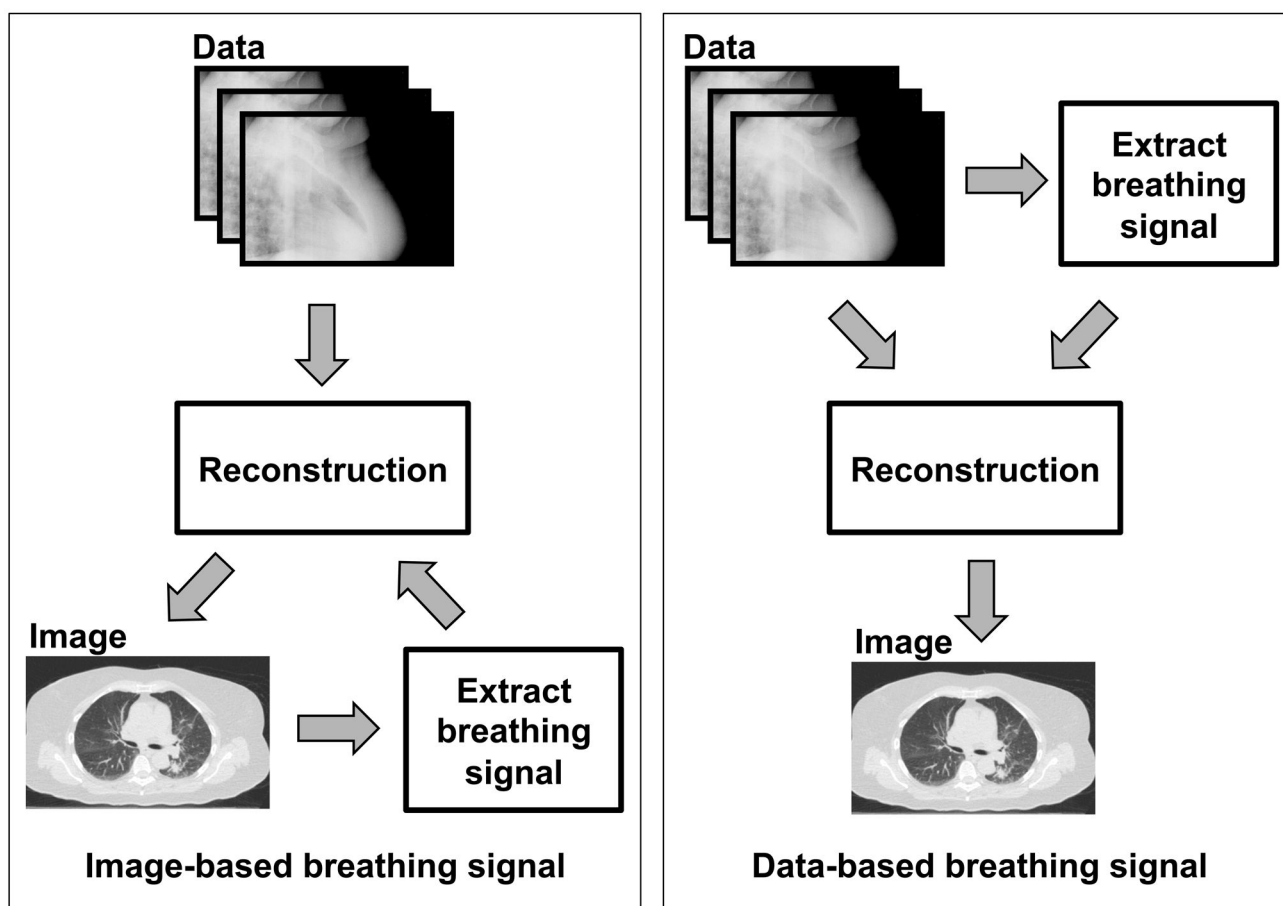 Data
Reconstruction
Image
Extract
breathing
signal
Image-based breathing signal
Data
Extract
breathing
signal
Reconstruction
Image
Data-based breathing signal